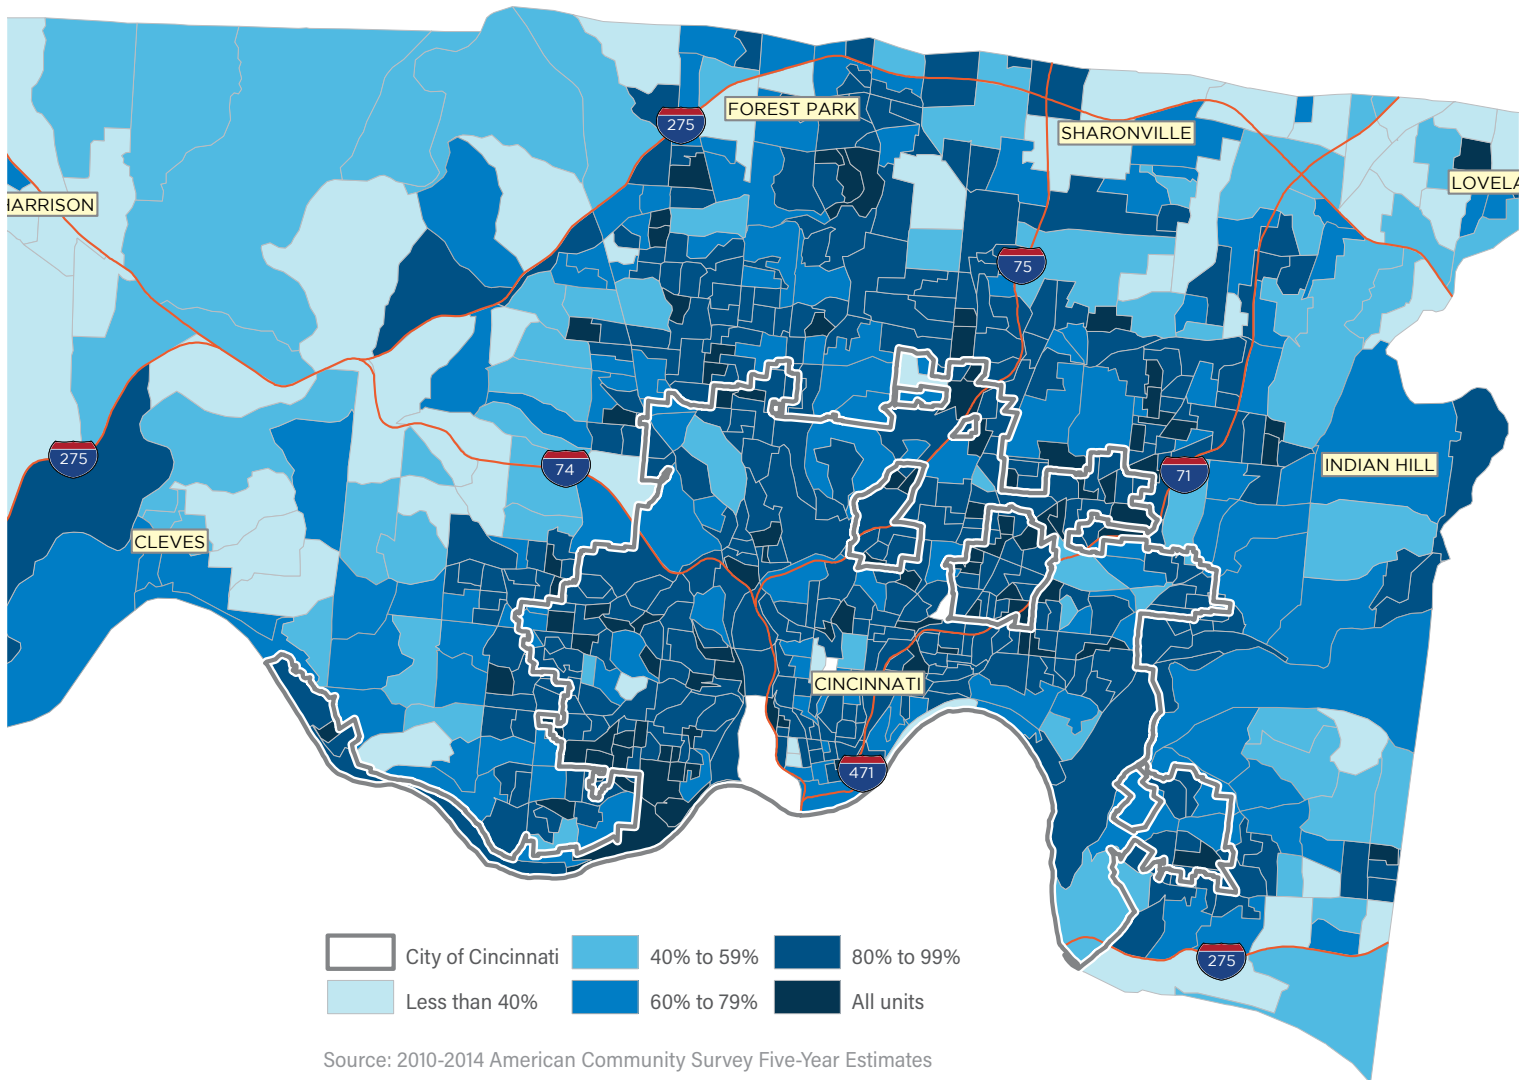 275
FOREST PARK
SHARONVILLE
LOVELA
HARRISON
75
275
74
71
INDIAN HILL
CLEVES
CINCINNATI
471
275
City of Cincinnati
40% to 59%
80% to 99%
Less than 40%
60% to 79%
All units
Source: 2010-2014 American Community Survey Five-Year Estimates